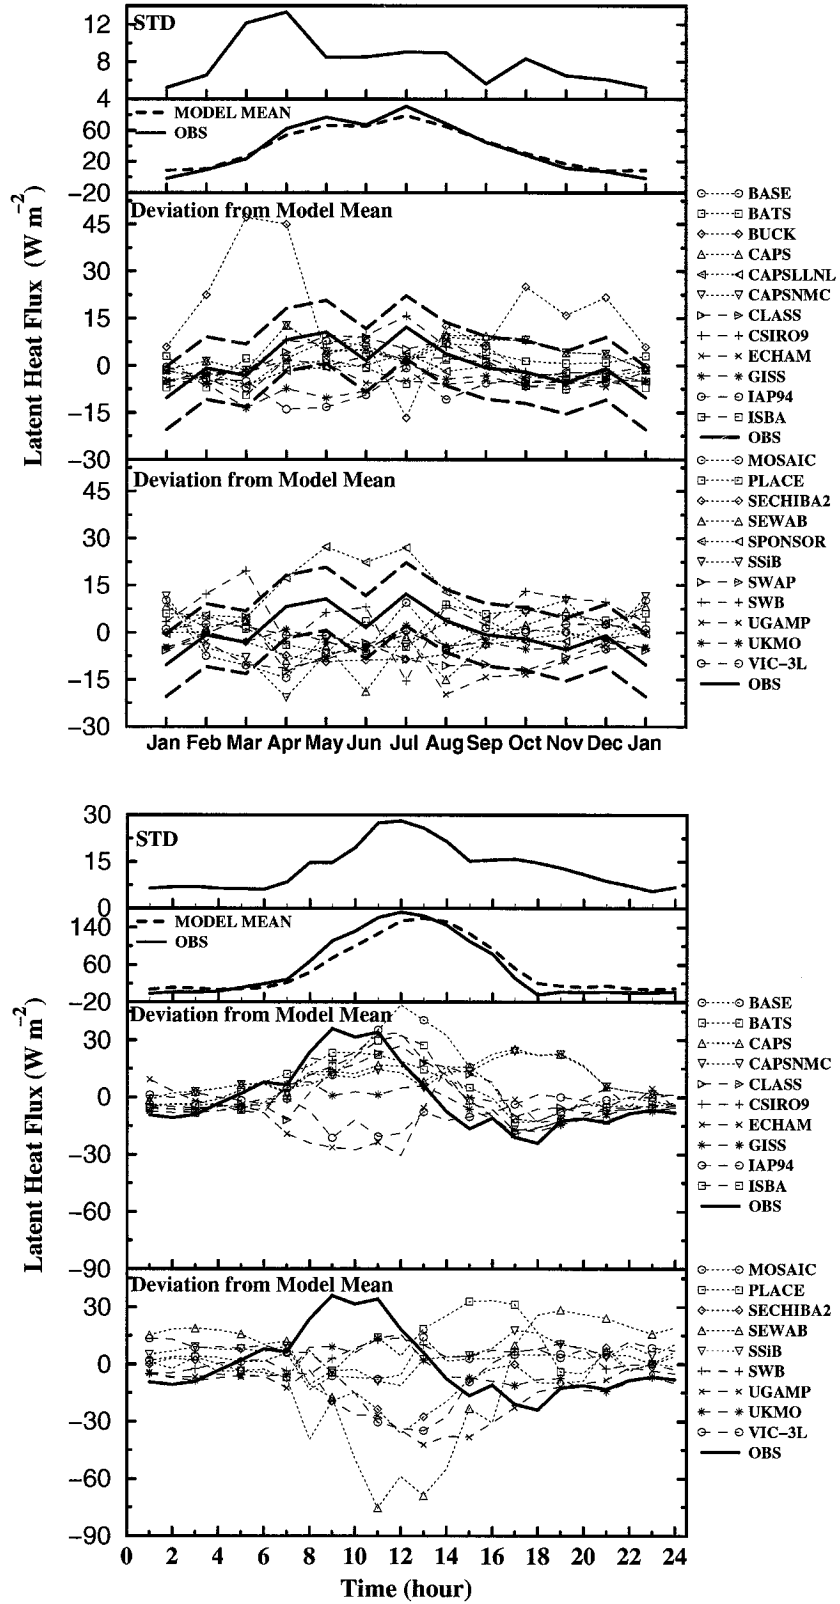 12
8
4
STD
60
20
−20
MODEL MEAN
OBS
Latent Heat Flux (W m−2)
Deviation from Model Mean
45
30
15
0
−15
−30
BASE
BATS
BUCK
CAPS
CAPSLLNL
CAPSNMC
CLASS
CSIRO9
ECHAM
GISS
IAP94
ISBA
OBS
Deviation from Model Mean
45
30
15
0
−15
−30
MOSAIC
PLACE
SECHIBA2
SEWAB
SPONSOR
SSiB
SWAP
SWB
UGAMP
UKMO
VIC−3L
OBS
Jan Feb Mar Apr May Jun Jul Aug Sep Oct Nov Dec Jan
30
15
0
STD
140
60
−20
MODEL MEAN
OBS
Latent Heat Flux (W m−2)
Deviation from Model Mean
30
0
−30
−60
−90
BASE
BATS
CAPS
CAPSNMC
CLASS
CSIRO9
ECHAM
GISS
IAP94
ISBA
OBS
Deviation from Model Mean
30
0
−30
−60
−90
MOSAIC
PLACE
SECHIBA2
SEWAB
SSiB
SWB
UGAMP
UKMO
VIC−3L
OBS
0 2 4 6 8 10 12 14 16 18 20 22 24
Time (hour)